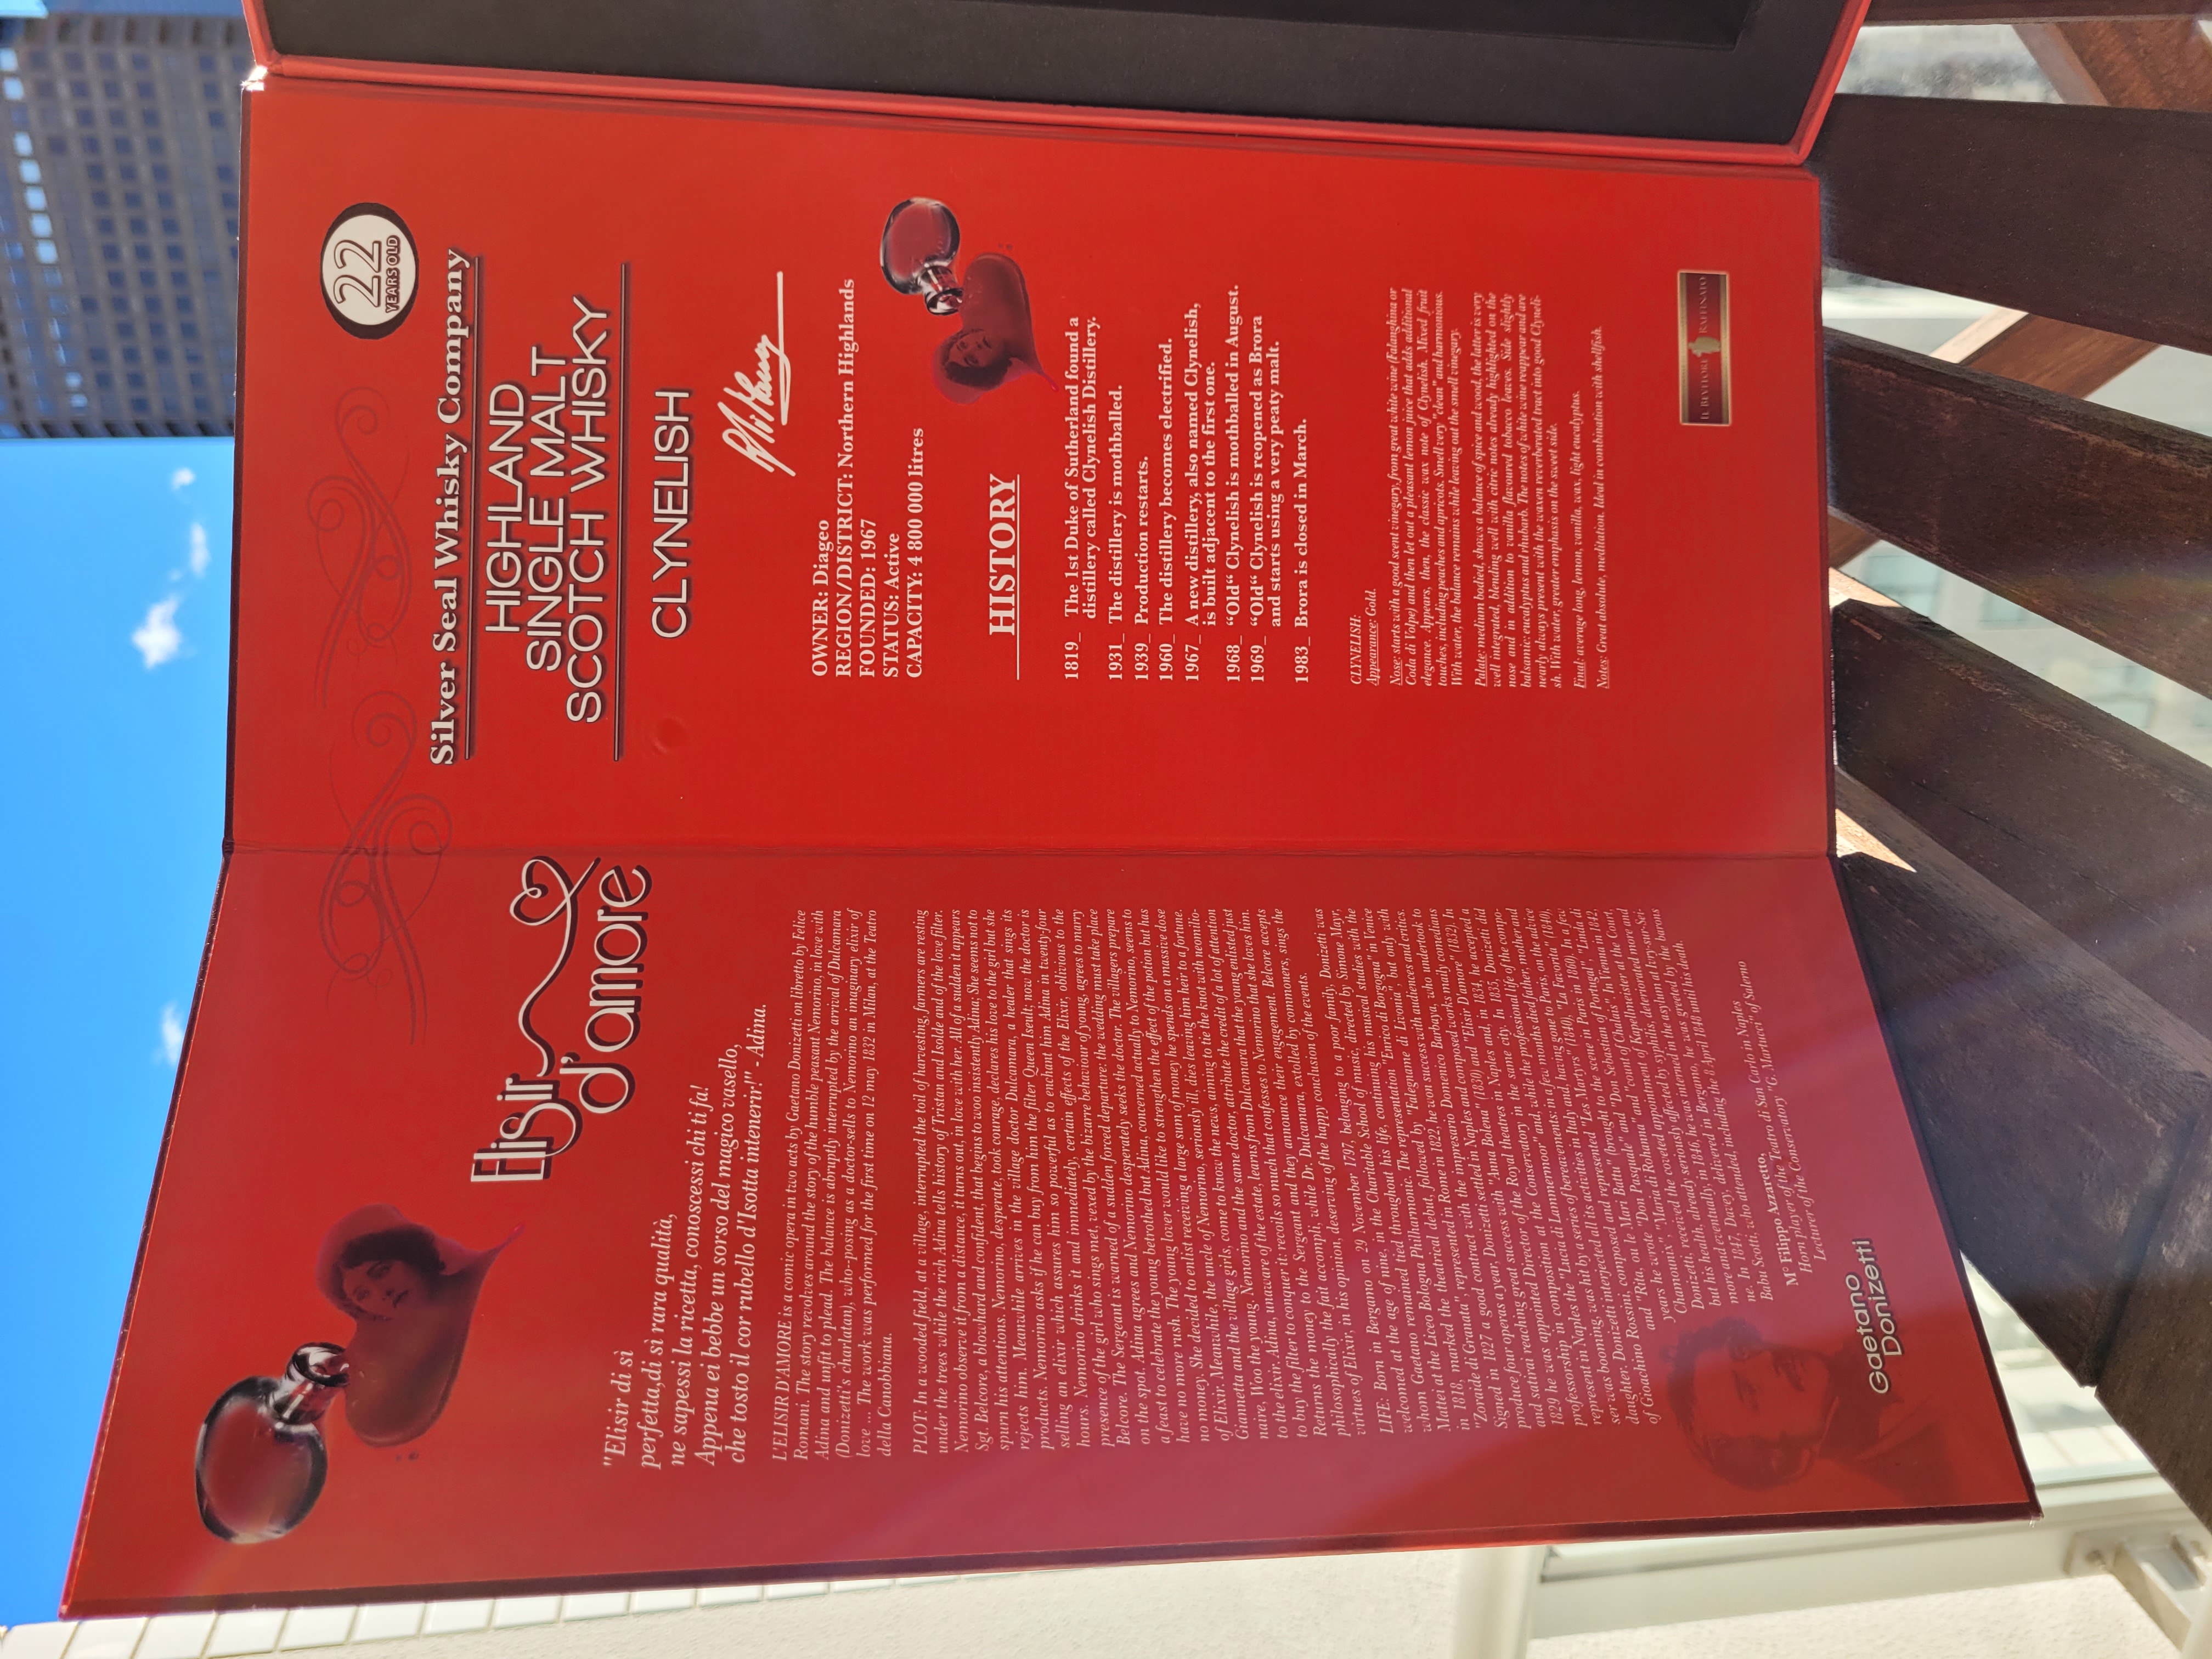 Elisir
d'amore
"Elisir di sì
perfetta,di sì rara qualità,
ne sapessi la ricetta, conoscessi chi ti fa!
Appena ei bebbe un sorso del magico vasello,
che tosto il cor rubello d'Isotta intenerir!" - Adina.
L'ELISIR D'AMORE is a comic opera in two acts by Gaetano Donizetti on libretto by Felice
Romani. The story revolves around the story of the humble peasant Nemorino, in love with
Adina and unfit to plead. The balance is abruptly interrupted by the arrival of Dulcamara
(Donizetti's charlatan), who--posing as a doctor-sells to Nemorino an imaginary elixir of
love ... The work was performed for the first time on 12 may 1832 in Milan, at the Teatro
della Canobbiana.
PLOT: In a wooded field, at a village, interrupted the toil of harvesting, farmers are resting
under the trees while the rich Adina tells history of Tristan and Isolde and of the love filter.
Nemorino observe it from a distance, it turns out, in love with her. All of a sudden it appears
Sgt. Belcore, a blowhard and confident, that begins to woo insistently Adina; She seems not to
spurn his attentions. Nemorino, desperate, took courage, declares his love to the girl but she
rejects him. Meanwhile arrives in the village doctor Dulcamara, a healer that sings its
products. Nemorino asks if he can buy from him the filter Queen Iseult; now the doctor is
selling an elixir which assures him so powerful as to enchant him Adina in twenty-four
hours. Nemorino drinks it and immediately, certain effects of the Elixir, oblivious to the
presence of the girl who sings met, vexed by the bizarre behaviour of young, agrees to marry
Belcore. The Sergeant is warned of a sudden forced departure: the wedding must take place
on the spot. Adina agrees and Nemorino desperately seeks the doctor. The villagers prepare
a feast to celebrate the young betrothed but Adina, concerned actually to Nemorino, seems to
have no more rush. The young lover would like to strengthen the effect of the potion but has
no money. She decided to enlist receiving a large sum of money he spends on a massive dose
of Elixir. Meanwhile, the uncle of Nemorino, seriously ill, dies leaving him heir to a fortune.
Giannetta and the village girls, come to know the news, aiming to tie the knot with neomilio-
naire, Woo the young. Nemorino and the same doctor, attribute the credit of a lot of attention
to the elixir. Adina, unaware of the estate, learns from Dulcamara that the young enlisted just
to buy the filter to conquer it: recoils so much that confesses to Nemorino that she loves him.
Returns the money to the Sergeant and they announce their engagement. Belcore accepts
philosophically the fait accompli, while Dr. Dulcamara, extolled by commoners, sings the
virtues of Elixir, in his opinion, deserving of the happy conclusion of the events.
LIFE: Born in Bergamo on 29 November 1797, belonging to a poor family, Donizetti was
welcomed at the age of nine, in the Charitable School of music, directed by Simone Mayr,
whom Gaetano remained tied throughout his life, continuing his musical studies with the
Mattei at the Liceo Bologna Philharmonic. The representation "Enrico di Borgogna" in Venice
in 1818, marked the theatrical debut, followed by "Falegname di Livonia", but only with
"Zoraide di Granata", represented in Rome in 1822, he won success with audiences and critics.
Signed in 1827 a good contract with the impresario Domenico Barbaya, who undertook to
produce four operas a year, Donizetti settled in Naples and composed works maily comedians
and satirai reaching great success with "Anna Bolena" (1830) and "Elisir D'amore" (1832). In
1829 he was appointed Director of the Royal theatres in Naples and, in 1834, he accepted a
professorship in composition at the Conservatory in the same city. In 1835, Donizetti did
represent in Naples the "Lucia di Lammermoor" and, while the professional life of the compo-
ser was booming, was hit by a series of bereavements: in a few months died father, mother and
daughter. Donizetti interjected all its activities in Italy and, having gone to Paris, on the advice
of Gioachino Rossini, composed and represented "Les Martyrs" (1840), "La Favorita" (1840),
and "Rita, ou le Mari Battu" (brought to the scene in Paris in 1860). In a few
years he wrote "Don Pasquale" and "Don Sebastian of Portugal", "Linda di
Chamounix", "Maria di Rohanna" and "count of Chalais". In Vienna in 1842,
Donizetti, received the coveted appointment of Kapellmeister at the Court,
but his health, already seriously affected by syphilis, deteriorated more and
more and eventually, in 1846, he was interned in the asylum at Ivry-sur-Sei-
ne. In 1847, Davey, delivered in Bergamo, he was greeted by the barons
Babu Scotti, who attended, including the 8 April 1848 until his death.
M° Filippo Azzaretto,
Horn player of the Teatro di San Carlo in Naples
Lecturer of the Conservatory "G. Martucci" of Salerno
Gaetano
Donizetti
22
YEARS OLD
Silver Seal Whisky Company
HIGHLAND
SINGLE MALT
SCOTCH WHISKY
CLYNELISH
OWNER: Diageo
REGION/DISTRICT: Northern Highlands
FOUNDED: 1967
STATUS: Active
CAPACITY: 4 800 000 litres
HISTORY
1819_ The 1st Duke of Sutherland found a
distillery called Clynelish Distillery.
1931_ The distillery is mothballed.
1939_ Production restarts.
1960_ The distillery becomes electrified.
1967_ A new distillery, also named Clynelish,
is built adjacent to the first one.
1968_ “Old“ Clynelish is mothballed in August.
1969_ “Old“ Clynelish is reopened as Brora
and starts using a very peaty malt.
1983_ Brora is closed in March.
CLYNELISH:
Appearance: Gold.
Nose: starts with a good scent vinegary, from great white wine (Falanghina or
Coda di Volpe) and then let out a pleasant lemon juice that adds additional
elegance. Appears, then, the classic wax note of Clynelish. Mixed fruit
touches, including peaches and apricots. Smell very "clean" and harmonious.
With water, the balance remains while leaving out the smell vinegary.
Palate: medium bodied, shows a balance of spice and wood, the latter is very
well integrated, blending well with citric notes already highlighted on the
nose and in addition to vanilla flavoured tobacco leaves. Side slightly
balsamic: eucalyptus and rhubarb. The notes of white wine reappear and are
nearly always present with the waxen reverberated tract into good Clyneli-
sh. With water, greater emphasis on the sweet side.
Final: average long, lemon, vanilla, wax, light eucalyptus.
Notes: Great absolute, meditation. Ideal in combination with shellfish.
IL BEVITORE RAFFINATO